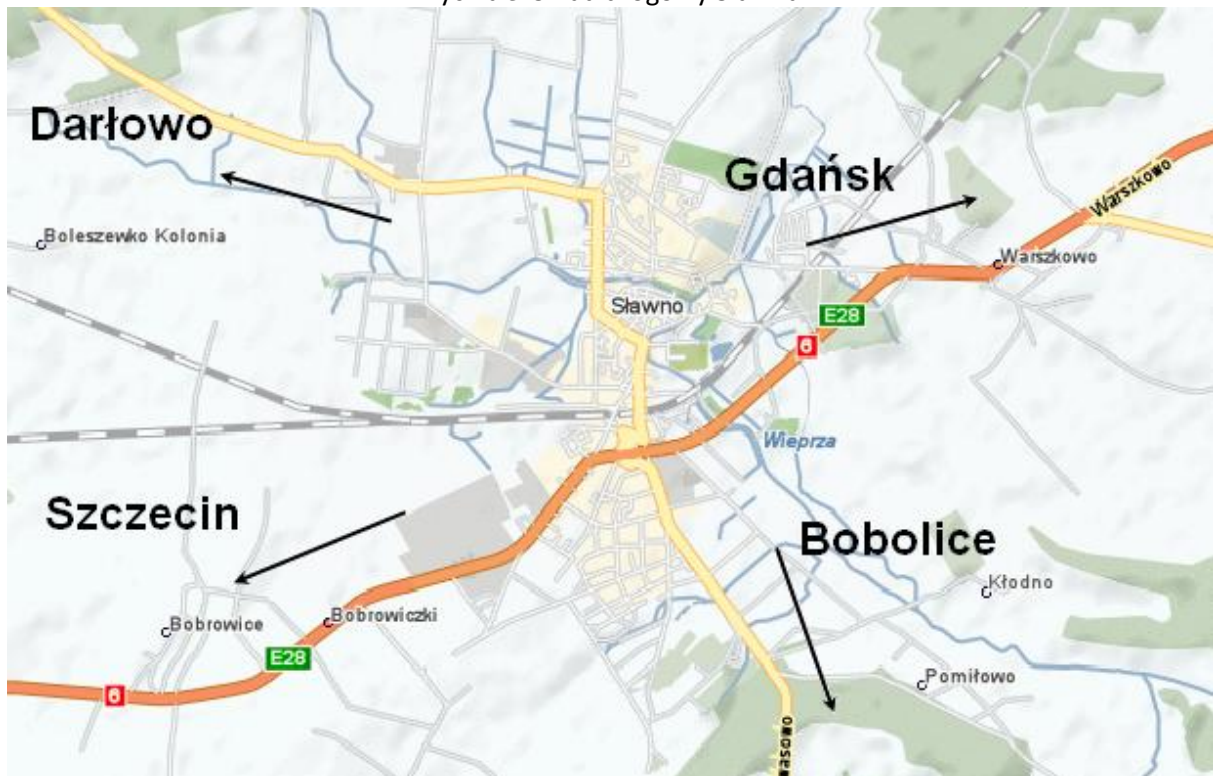 Darłowo
Gdańsk
Warszkowo
Boleszewko Kolonia
Warszkowo
Sławno
E28
6
Wieprza
Szczecin
Bobolice
Kłodno
Bobrowiczki
Bobrowice
E28
Pomiłowo
6